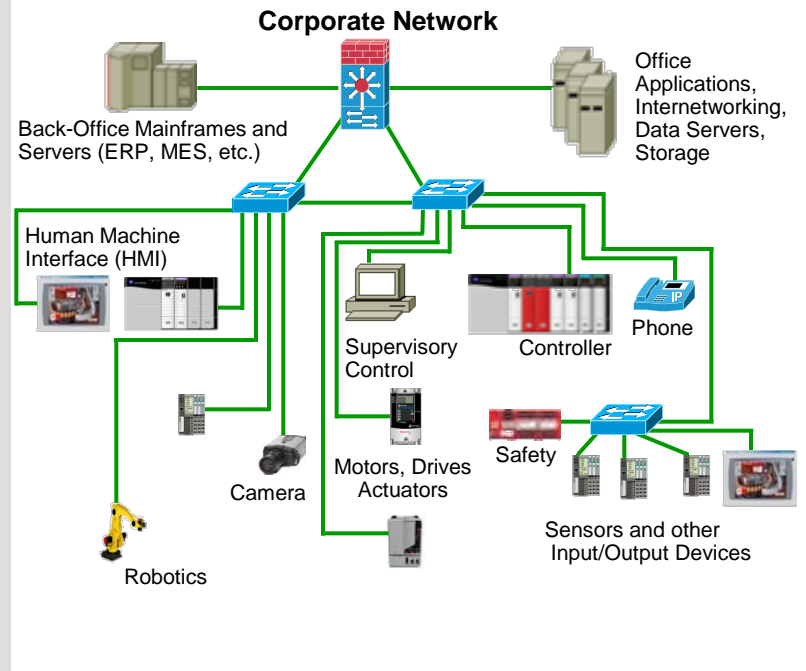 Corporate Network
Back-Office Mainframes and
Servers (ERP, MES, etc.)
Office
Applications,
Internetworking,
Data Servers,
Storage
Human Machine
Interface (HMI)
Supervisory
Control
Controller
IP
Phone
Camera
Motors, Drives
Actuators
Safety
Robotics
Sensors and other
Input/Output Devices